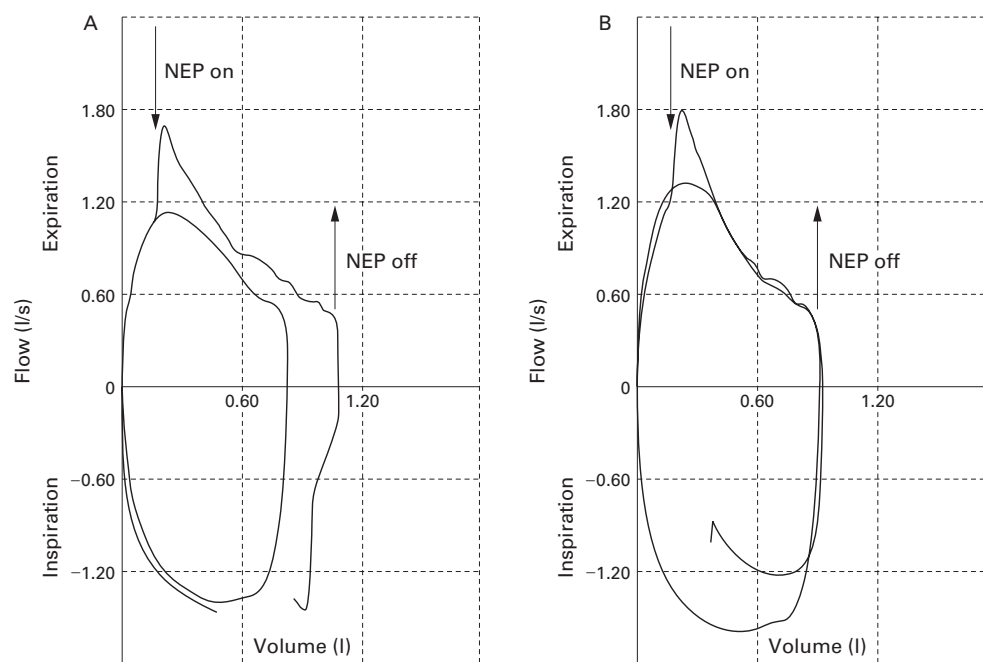 A
NEP on
1.80
1.20
0.60
0
−0.60
−1.20
0.60
1.20
NEP off
Expiration
Flow (l/s)
Inspiration
Volume (l)
B
NEP on
1.80
1.20
0.60
0
−0.60
−1.20
0.60
1.20
NEP off
Expiration
Flow (l/s)
Inspiration
Volume (l)